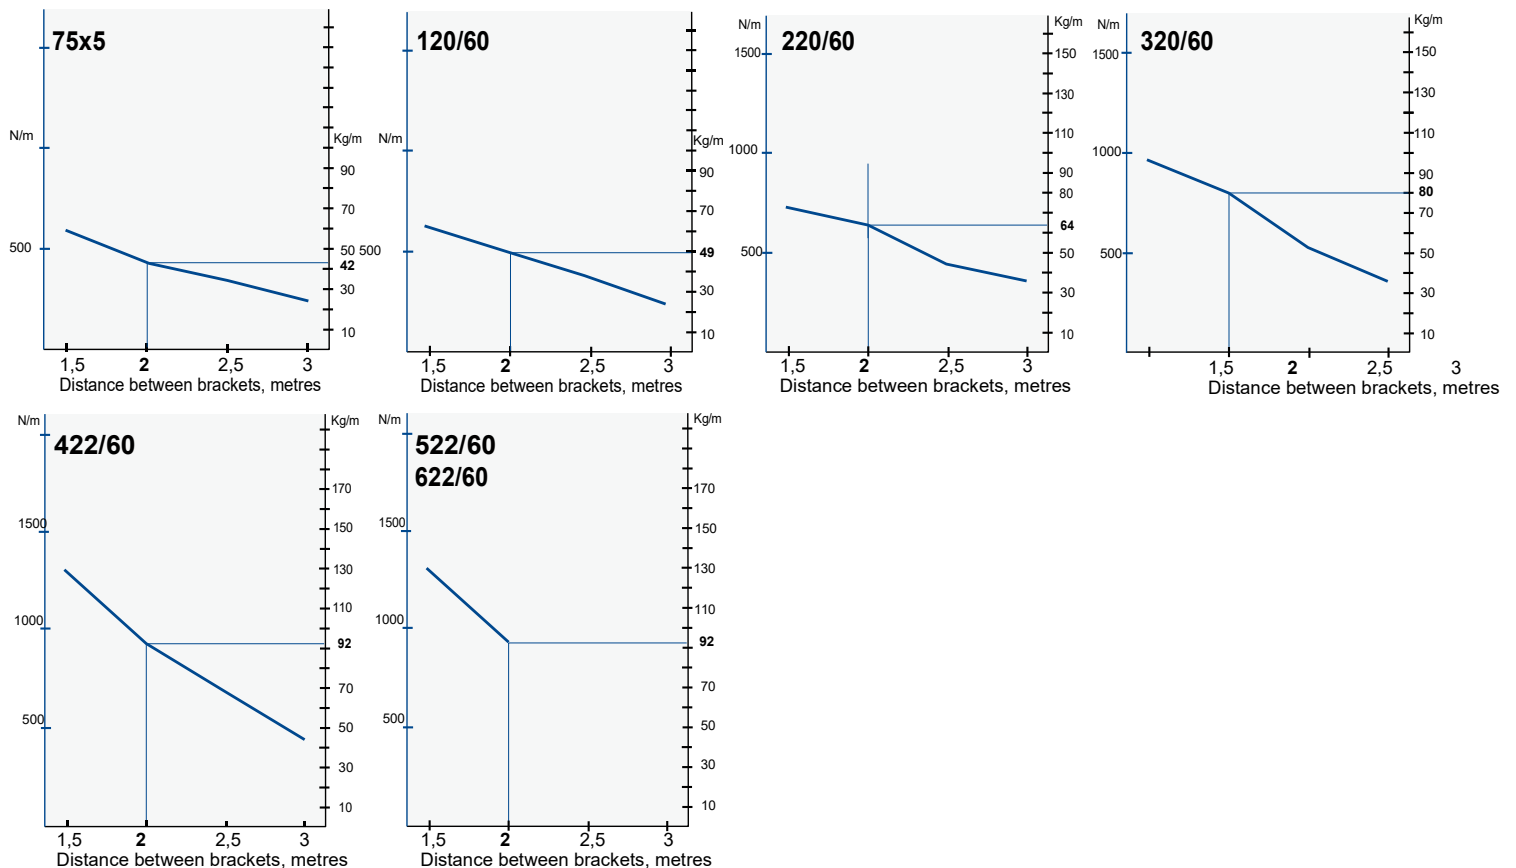 75x5
N/m
Kg/m
90
70
500
50
42
30
10
1,5 2 2,5 3
Distance between brackets, metres
120/60
N/m
Kg/m
90
70
500
49
30
10
1,5 2 2,5 3
Distance between brackets, metres
N/m
Kg/m
220/60
1500
150
130
110
1000
90
80
64
500
50
30
10
1,5 2 2,5 3
Distance between brackets, metres
N/m
Kg/m
320/60
1500
150
130
110
1000
90
80
70
500
50
30
10
1,5 2 2,5 3
Distance between brackets, metres
N/m
Kg/m
422/60
170
1500
150
130
110
1000
92
70
500
50
30
10
1,5 2 2,5 3
Distance between brackets, metres
N/m
Kg/m
522/60
622/60
170
1500
150
130
110
1000
92
70
500
50
30
10
1,5 2 2,5 3
Distance between brackets, metres